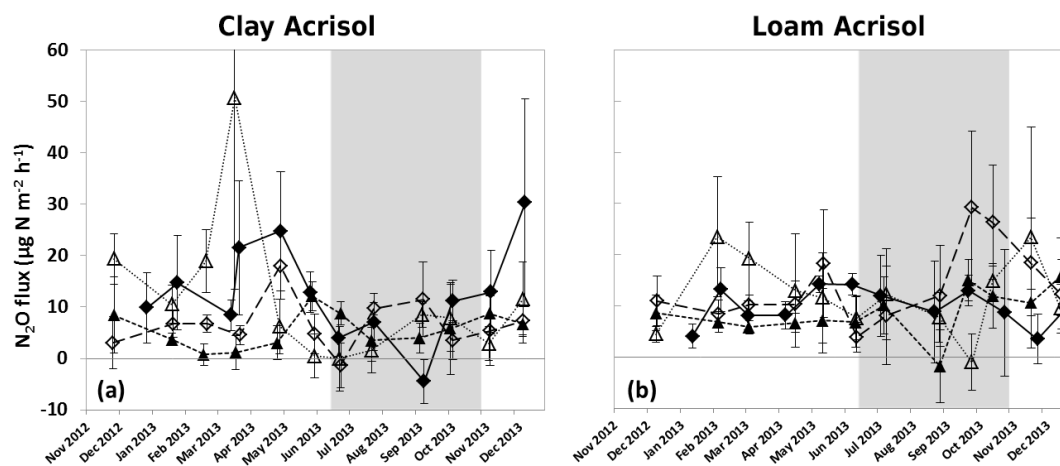 Clay Acrisol
Loam Acrisol
N₂O flux (µg N m⁻² h⁻¹)
60
50
40
30
20
10
0
-10
(a)
(b)
Nov 2012
Dec 2012
Jan 2013
Feb 2013
Mar 2013
Apr 2013
May 2013
Jun 2013
Jul 2013
Aug 2013
Sep 2013
Oct 2013
Nov 2013
Dec 2013
Nov 2012
Dec 2012
Jan 2013
Feb 2013
Mar 2013
Apr 2013
May 2013
Jun 2013
Jul 2013
Aug 2013
Sep 2013
Oct 2013
Nov 2013
Dec 2013